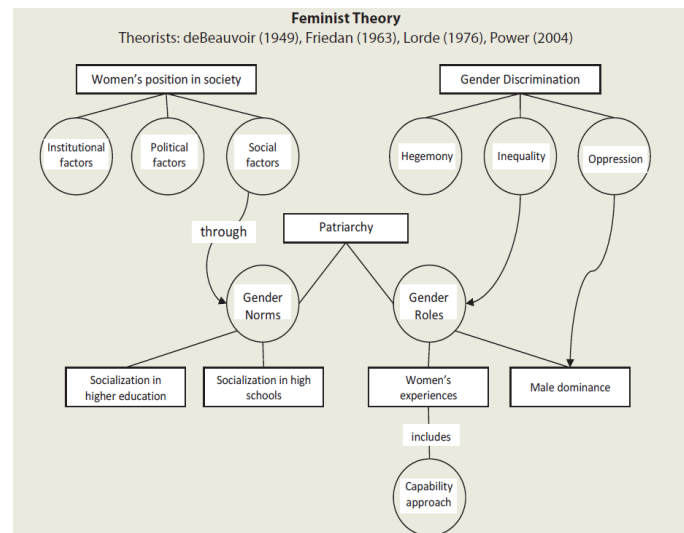 Feminist Theory
Theorists: deBeauvoir (1949), Friedan (1963), Lorde (1976), Power (2004)
Women's position in society
Gender Discrimination
Institutional
factors
Political
factors
Social
factors
Hegemony
Inequality
Oppression
through
Patriarchy
Gender
Norms
Gender
Roles
Socialization in
higher education
Socialization in high
schools
Women's
experiences
Male dominance
includes
Capability
approach